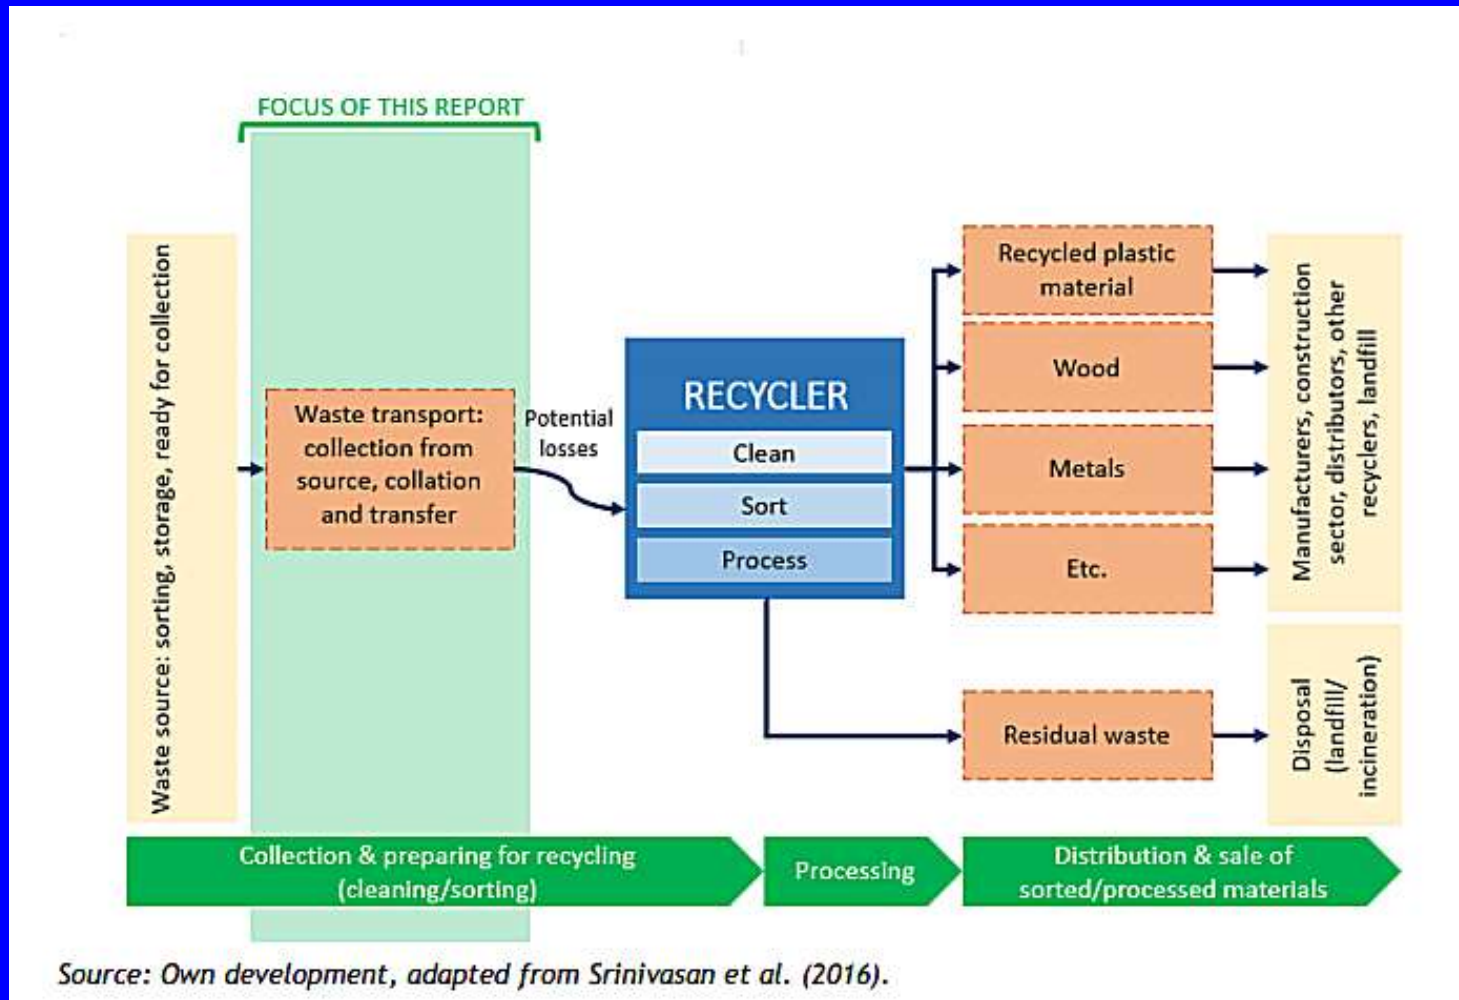 FOCUS OF THIS REPORT
Waste source: sorting, storage, ready for collection
Waste transport:
collection from
source, collation
and transfer
Potential
losses
RECYCLER
Clean
Sort
Process
Recycled plastic
material
Wood
Metals
Etc.
Residual waste
Manufacturers, construction
sector, distributors, other
recyclers, landfill
Disposal
(landfill/
incineration)
Collection & preparing for recycling
(cleaning/sorting)
Processing
Distribution & sale of
sorted/processed materials
Source: Own development, adapted from Srinivasan et al. (2016).